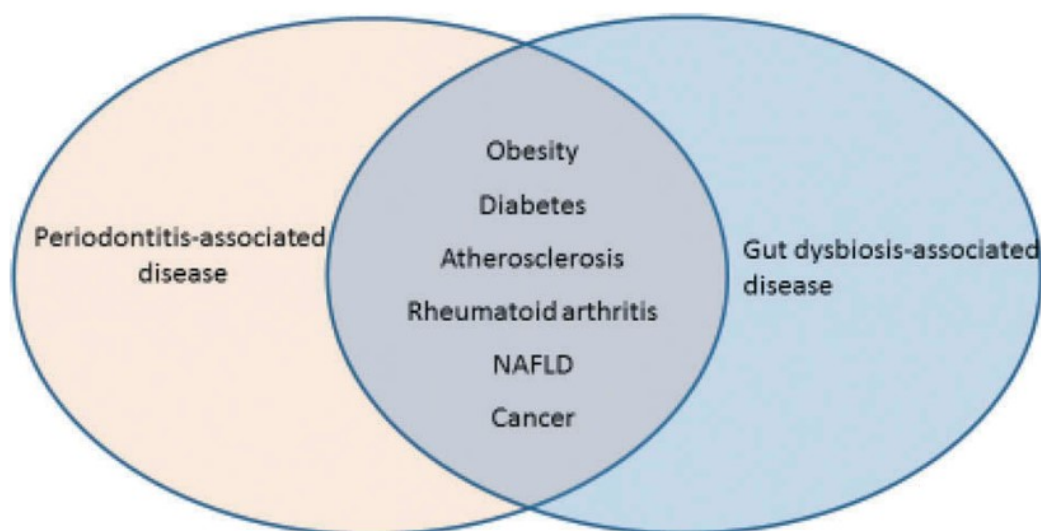 Periodontitis-associated
disease
Obesity
Diabetes
Atherosclerosis
Rheumatoid arthritis
NAFLD
Cancer
Gut dysbiosis-associated
disease